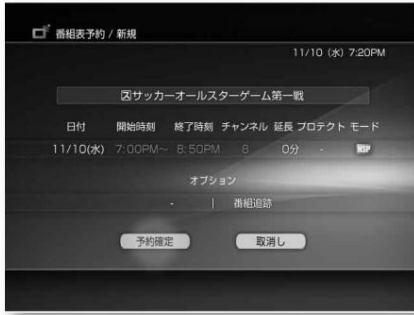 番組表予約 / 新規
11/10 (水) 7:20PM
スサッカーオールスターゲーム第一戦
日付 開始時刻 終了時刻 チャンネル 延長 プロテクト モード
11/10(水) 7:00PM~ 8:50PM 8 0分 - MSP
オプション
- | 番組追跡
予約確定 取消し